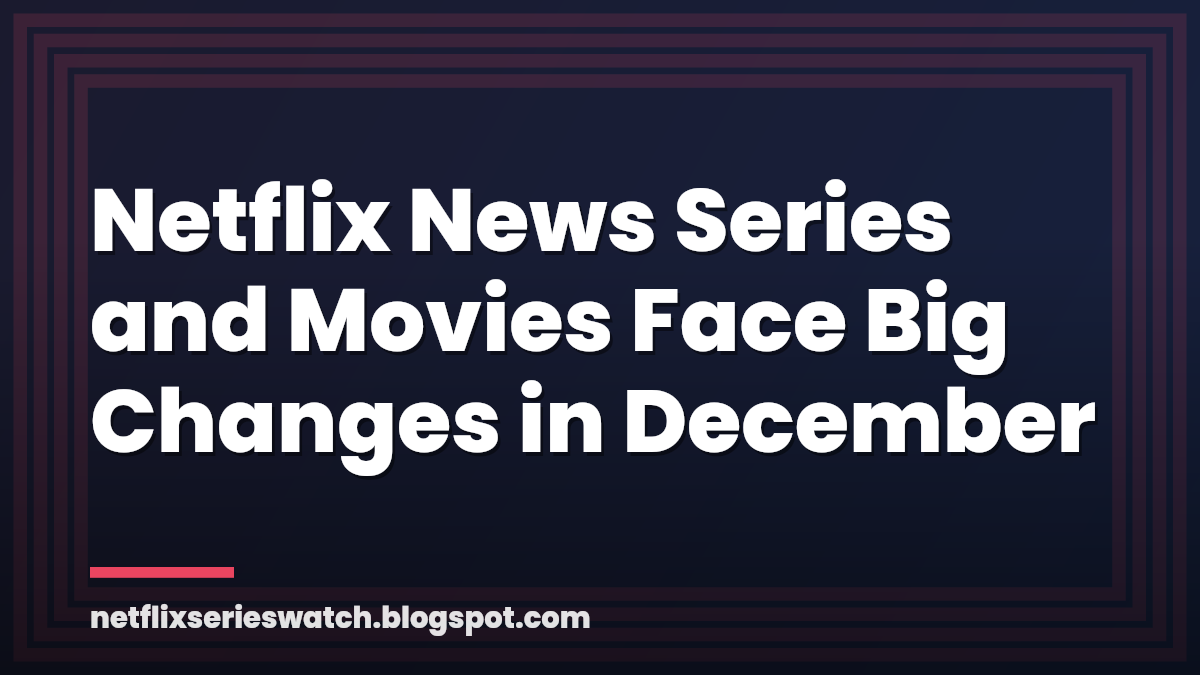 Netflix News Series
and Movies Face Big
Changes in December
netflixserieswatch.blogspot.com